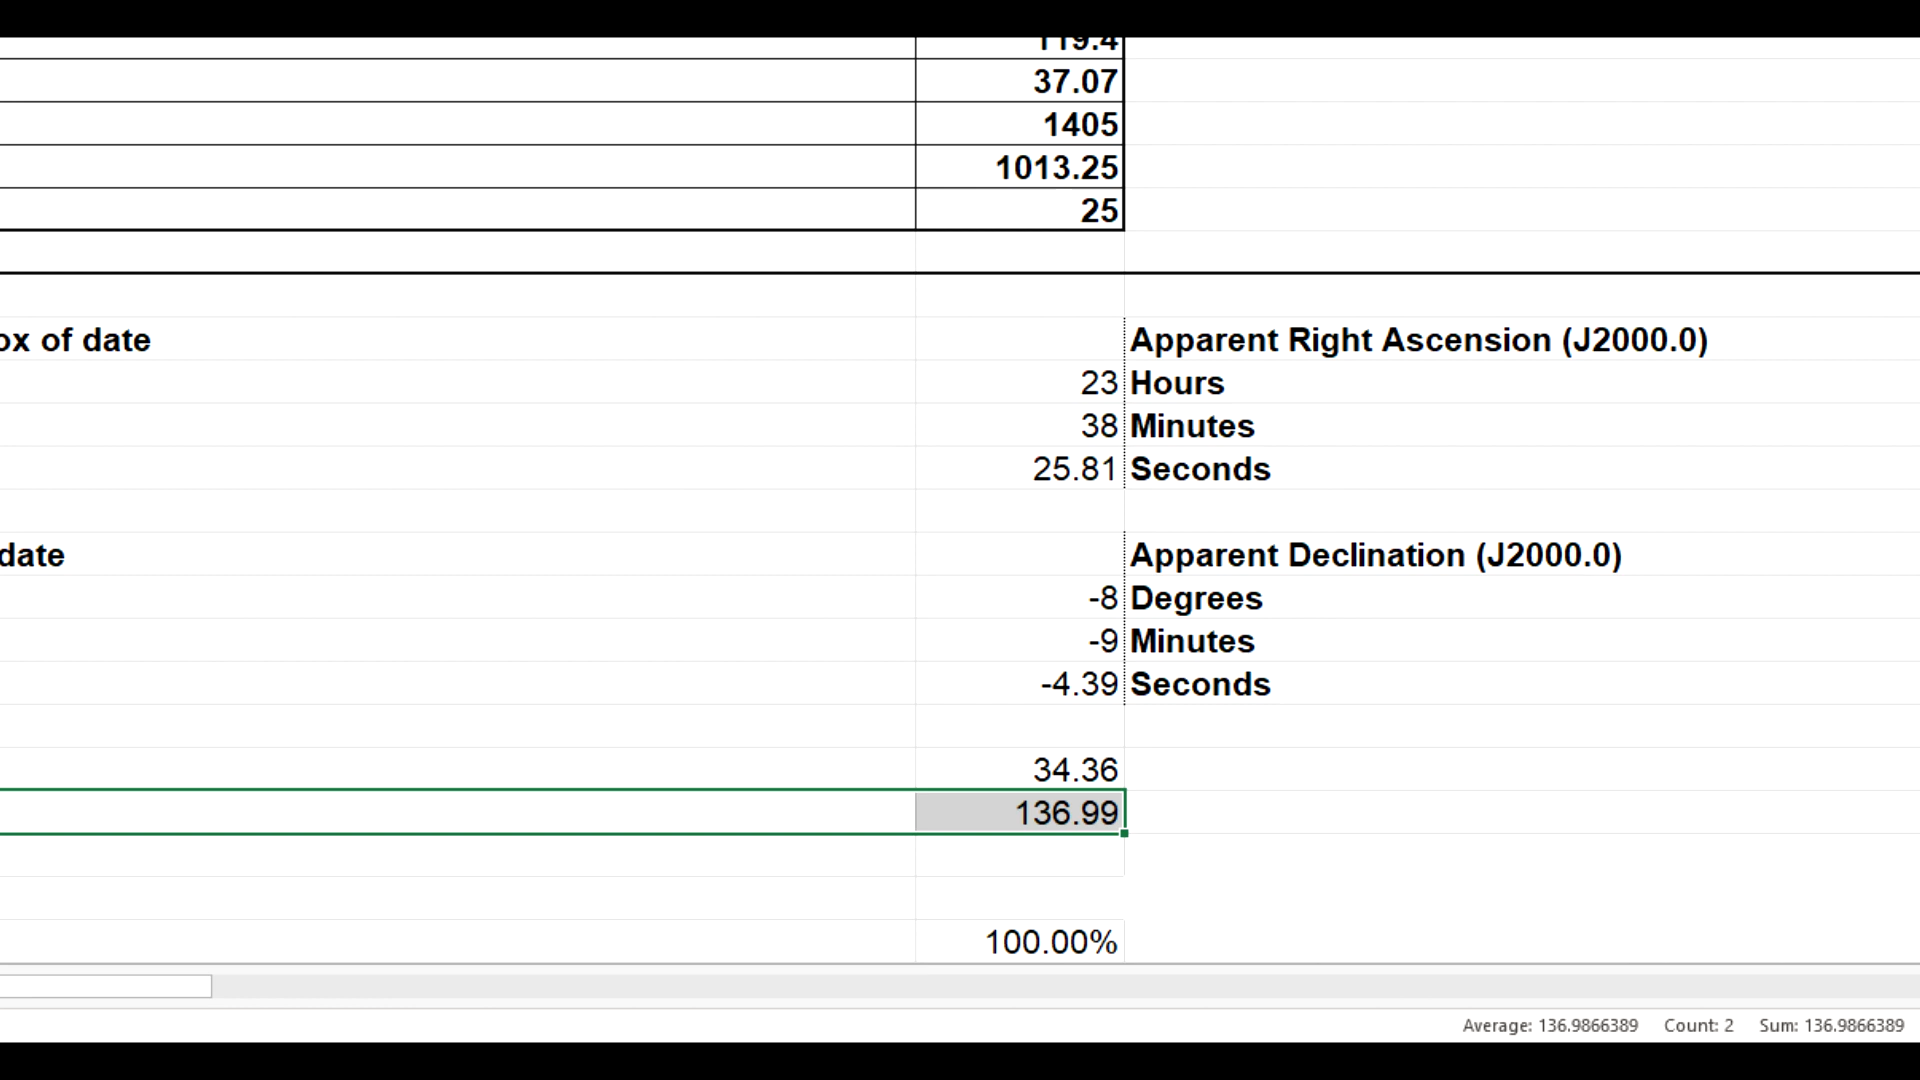 119.4
37.07
1405
1013.25
25
ox of date Apparent Right Ascension (J2000.0)
23 Hours
38 Minutes
25.81 Seconds
date Apparent Declination (J2000.0)
-8 Degrees
-9 Minutes
-4.39 Seconds
34.36
136.99
100.00%
Average: 136.9866389 Count: 2 Sum: 136.9866389